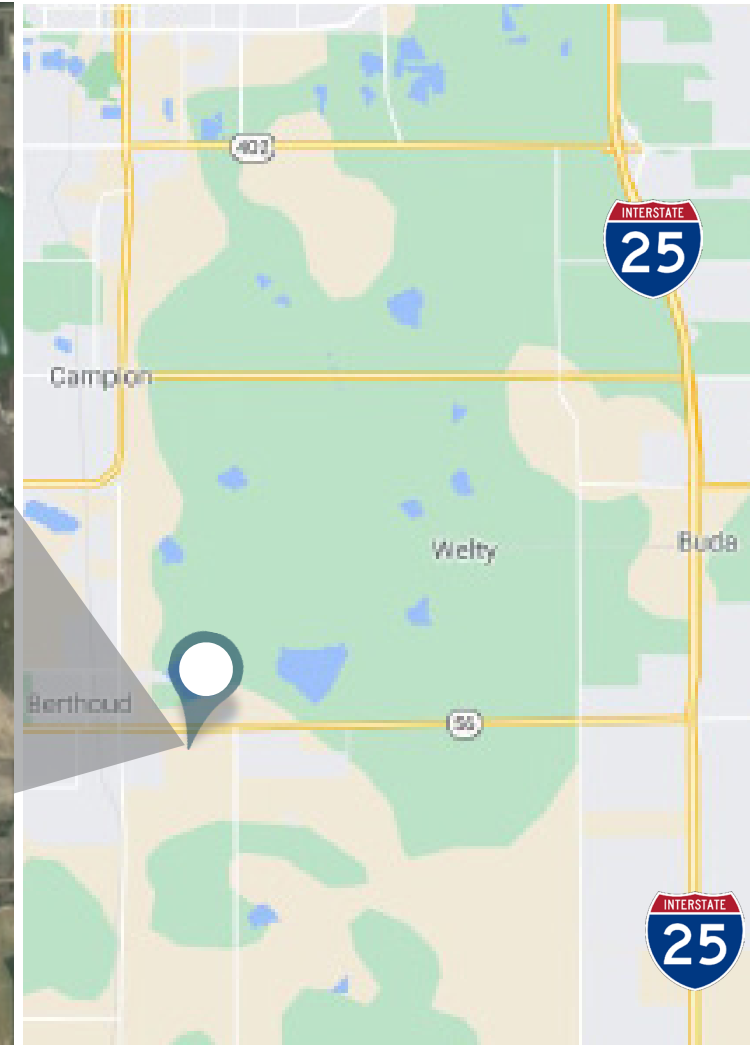 402
INTERSTATE
25
Campion
Welty
Buda
Berthoud
56
INTERSTATE
25